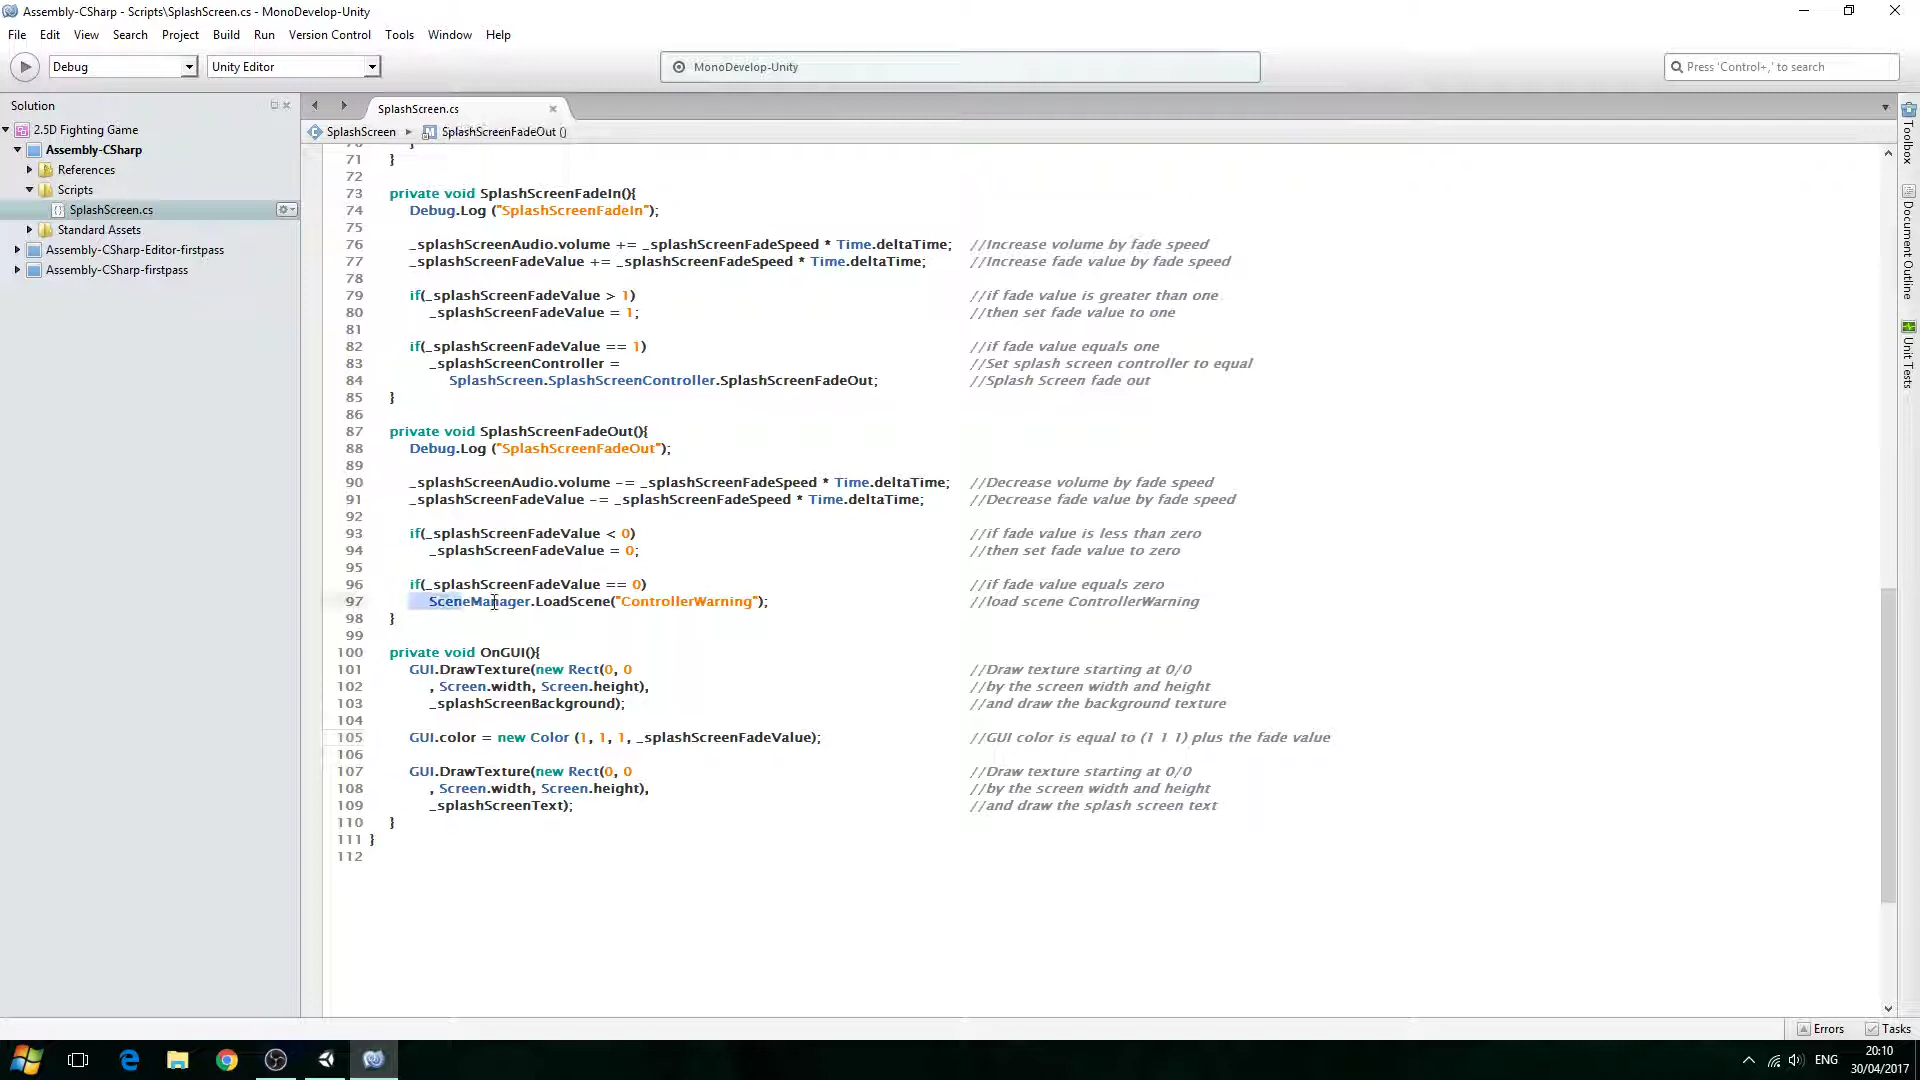 Assembly-CSharp - Scripts\SplashScreen.cs - MonoDevelop-Unity
File Edit View Search Project Build Run Version Control Tools Window Help
Debug Unity Editor MonoDevelop-Unity Press 'Control+,' to search
Solution
2.5D Fighting Game
Assembly-CSharp
References
Scripts
SplashScreen.cs
Standard Assets
Assembly-CSharp-Editor-firstpass
Assembly-CSharp-firstpass
SplashScreen.cs
SplashScreen SplashScreenFadeOut ()
71 }
72
73 private void SplashScreenFadeIn(){
74 Debug.Log ("SplashScreenFadeIn");
75
76 _splashScreenAudio.volume += _splashScreenFadeSpeed * Time.deltaTime; //Increase volume by fade speed
77 _splashScreenFadeValue += _splashScreenFadeSpeed * Time.deltaTime; //Increase fade value by fade speed
78
79 if(_splashScreenFadeValue > 1) //if fade value is greater than one
80 _splashScreenFadeValue = 1; //then set fade value to one
81
82 if(_splashScreenFadeValue == 1) //if fade value equals one
83 _splashScreenController = //Set splash screen controller to equal
84 SplashScreen.SplashScreenController.SplashScreenFadeOut; //Splash Screen fade out
85 }
86
87 private void SplashScreenFadeOut(){
88 Debug.Log ("SplashScreenFadeOut");
89
90 _splashScreenAudio.volume -= _splashScreenFadeSpeed * Time.deltaTime; //Decrease volume by fade speed
91 _splashScreenFadeValue -= _splashScreenFadeSpeed * Time.deltaTime; //Decrease fade value by fade speed
92
93 if(_splashScreenFadeValue < 0) //if fade value is less than zero
94 _splashScreenFadeValue = 0; //then set fade value to zero
95
96 if(_splashScreenFadeValue == 0) //if fade value equals zero
97 SceneManager.LoadScene("ControllerWarning"); //load scene ControllerWarning
98 }
99
100 private void OnGUI(){
101 GUI.DrawTexture(new Rect(0, 0 //Draw texture starting at 0/0
102 , Screen.width, Screen.height), //by the screen width and height
103 _splashScreenBackground); //and draw the background texture
104
105 GUI.color = new Color (1, 1, 1, _splashScreenFadeValue); //GUI color is equal to (1 1 1) plus the fade value
106
107 GUI.DrawTexture(new Rect(0, 0 //Draw texture starting at 0/0
108 , Screen.width, Screen.height), //by the screen width and height
109 _splashScreenText); //and draw the splash screen text
110 }
111 }
112
Toolbox
Document Outline
Unit Tests
Errors Tasks
ENG
20:10
30/04/2017